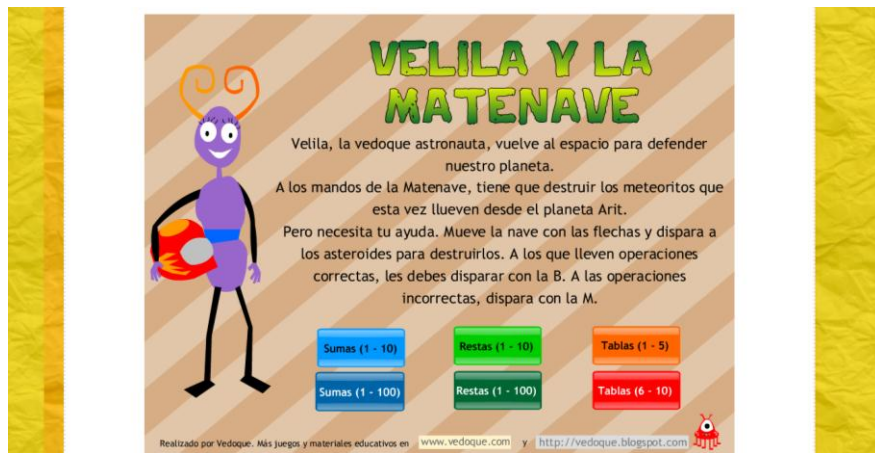 VELILA Y LA
MATENAVE
Velila, la vedoque astronauta, vuelve al espacio para defender
nuestro planeta.
A los mandos de la Matenave, tiene que destruir los meteoritos que
esta vez llueven desde el planeta Arit.
Pero necesita tu ayuda. Mueve la nave con las flechas y dispara a
los asteroides para destruirlos. A los que lleven operaciones
correctas, les debes disparar con la B. A las operaciones
incorrectas, dispara con la M.
Sumas (1 - 10) Restas (1 - 10) Tablas (1 - 5)
Sumas (1 - 100) Restas (1 - 100) Tablas (6 - 10)
Realizado por Vedoque. Más juegos y materiales educativos en www.vedoque.com y http://vedoque.blogspot.com